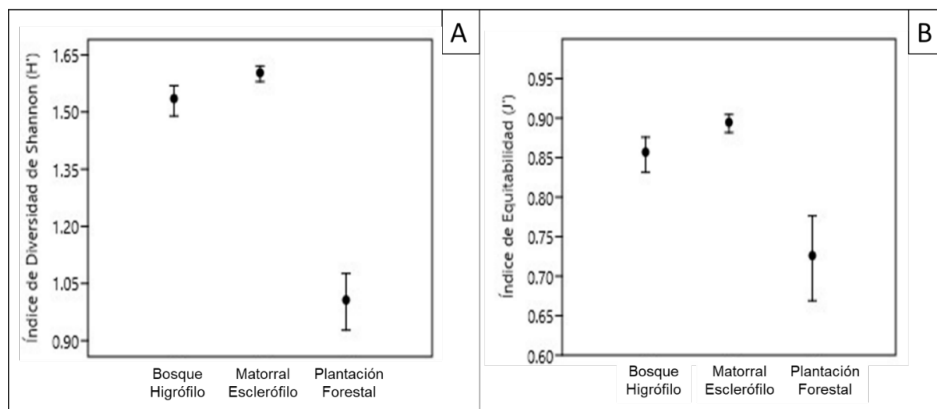 A
Índice de Diversidad de Shannon (H')
1.65
1.50
1.35
1.20
1.05
0.90
Bosque Higrófilo
Matorral Esclerófilo
Plantación Forestal
B
Índice de Equitabilidad (J')
0.95
0.90
0.85
0.80
0.75
0.70
0.65
0.60
Bosque Higrófilo
Matorral Esclerófilo
Plantación Forestal